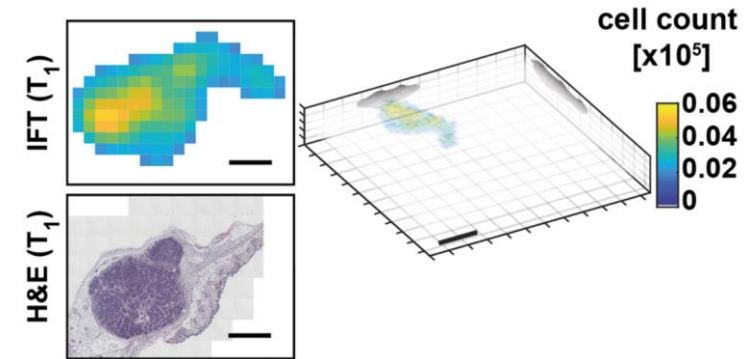 IFT (T₁)
H&E (T₁)
cell count
[x10⁵]
0.06
0.04
0.02
0